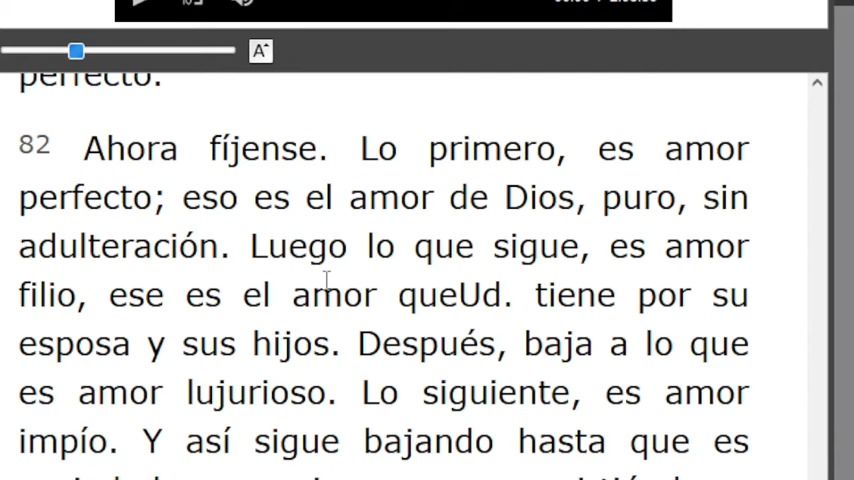 A
perfecto.
82 Ahora fíjense. Lo primero, es amor
perfecto; eso es el amor de Dios, puro, sin
adulteración. Luego lo que sigue, es amor
filio, ese es el amor queUd. tiene por su
esposa y sus hijos. Después, baja a lo que
es amor lujurioso. Lo siguiente, es amor
impío. Y así sigue bajando hasta que es